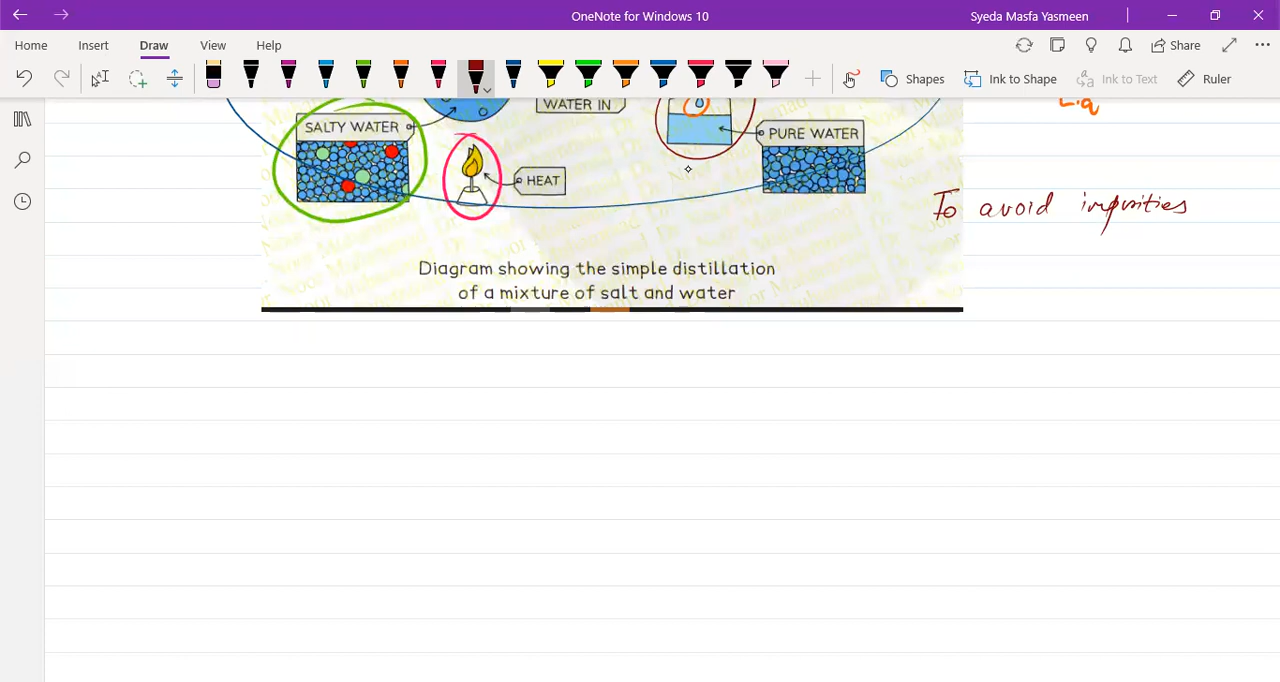 OneNote for Windows 10
Syeda Masfa Yasmeen
Home Insert Draw View Help
Share
Shapes Ink to Shape Ink to Text Ruler
WATER IN
Liq
SALTY WATER
PURE WATER
HEAT
To avoid impurities
Diagram showing the simple distillation
of a mixture of salt and water